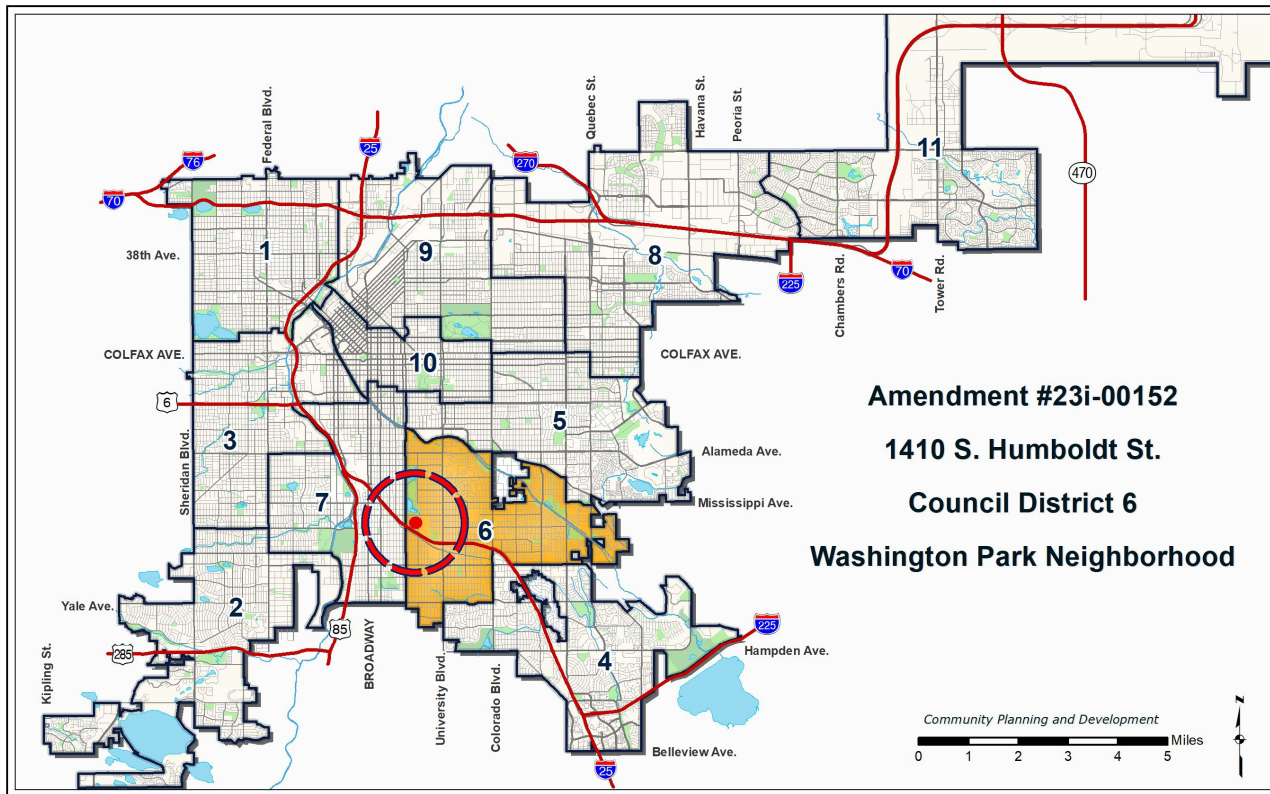 Federal Blvd.
25
Quebec St.
Havana St.
Peoria St.
76
270
11
70
470
38th Ave.
1
9
8
225
Chambers Rd.
70
Tower Rd.
COLFAX AVE.
10
COLFAX AVE.
6
Amendment #23i-00152
1410 S. Humboldt St.
Council District 6
Washington Park Neighborhood
Sheridan Blvd.
3
5
Alameda Ave.
Mississippi Ave.
7
6
Yale Ave.
2
85
285
Kipling St.
BROADWAY
University Blvd.
Colorado Blvd.
4
225
Hampden Ave.
Belleview Ave.
25
Community Planning and Development
Miles
0 1 2 3 4 5
N